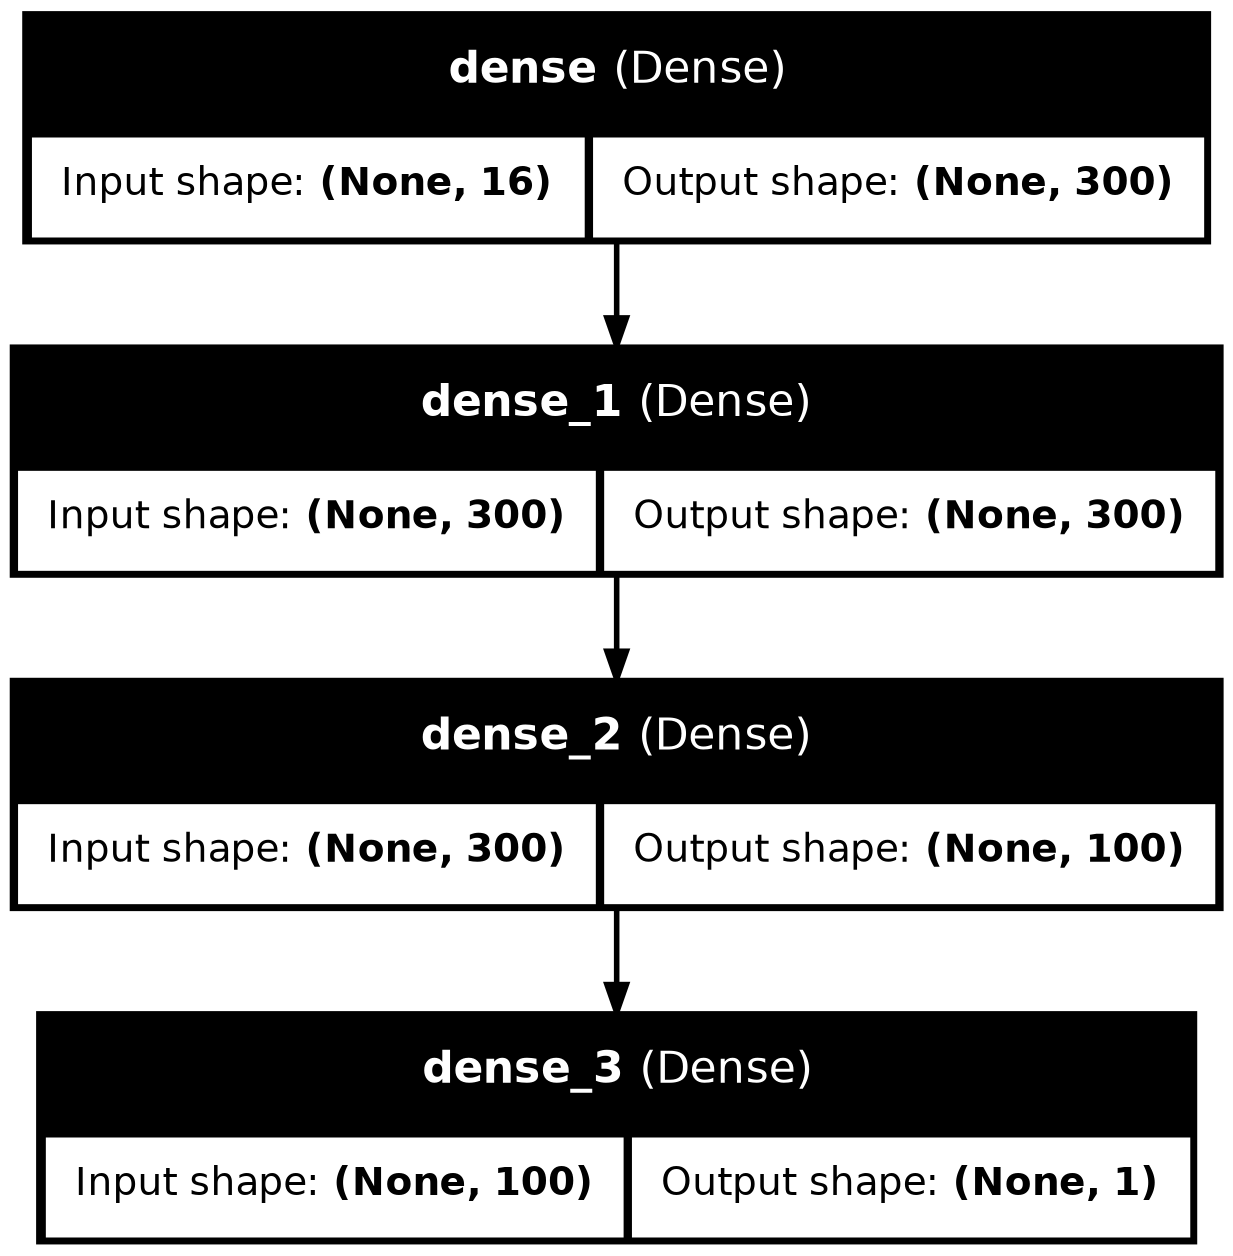 dense (Dense)
Input shape: (None, 16) Output shape: (None, 300)
dense_1 (Dense)
Input shape: (None, 300) Output shape: (None, 300)
dense_2 (Dense)
Input shape: (None, 300) Output shape: (None, 100)
dense_3 (Dense)
Input shape: (None, 100) Output shape: (None, 1)